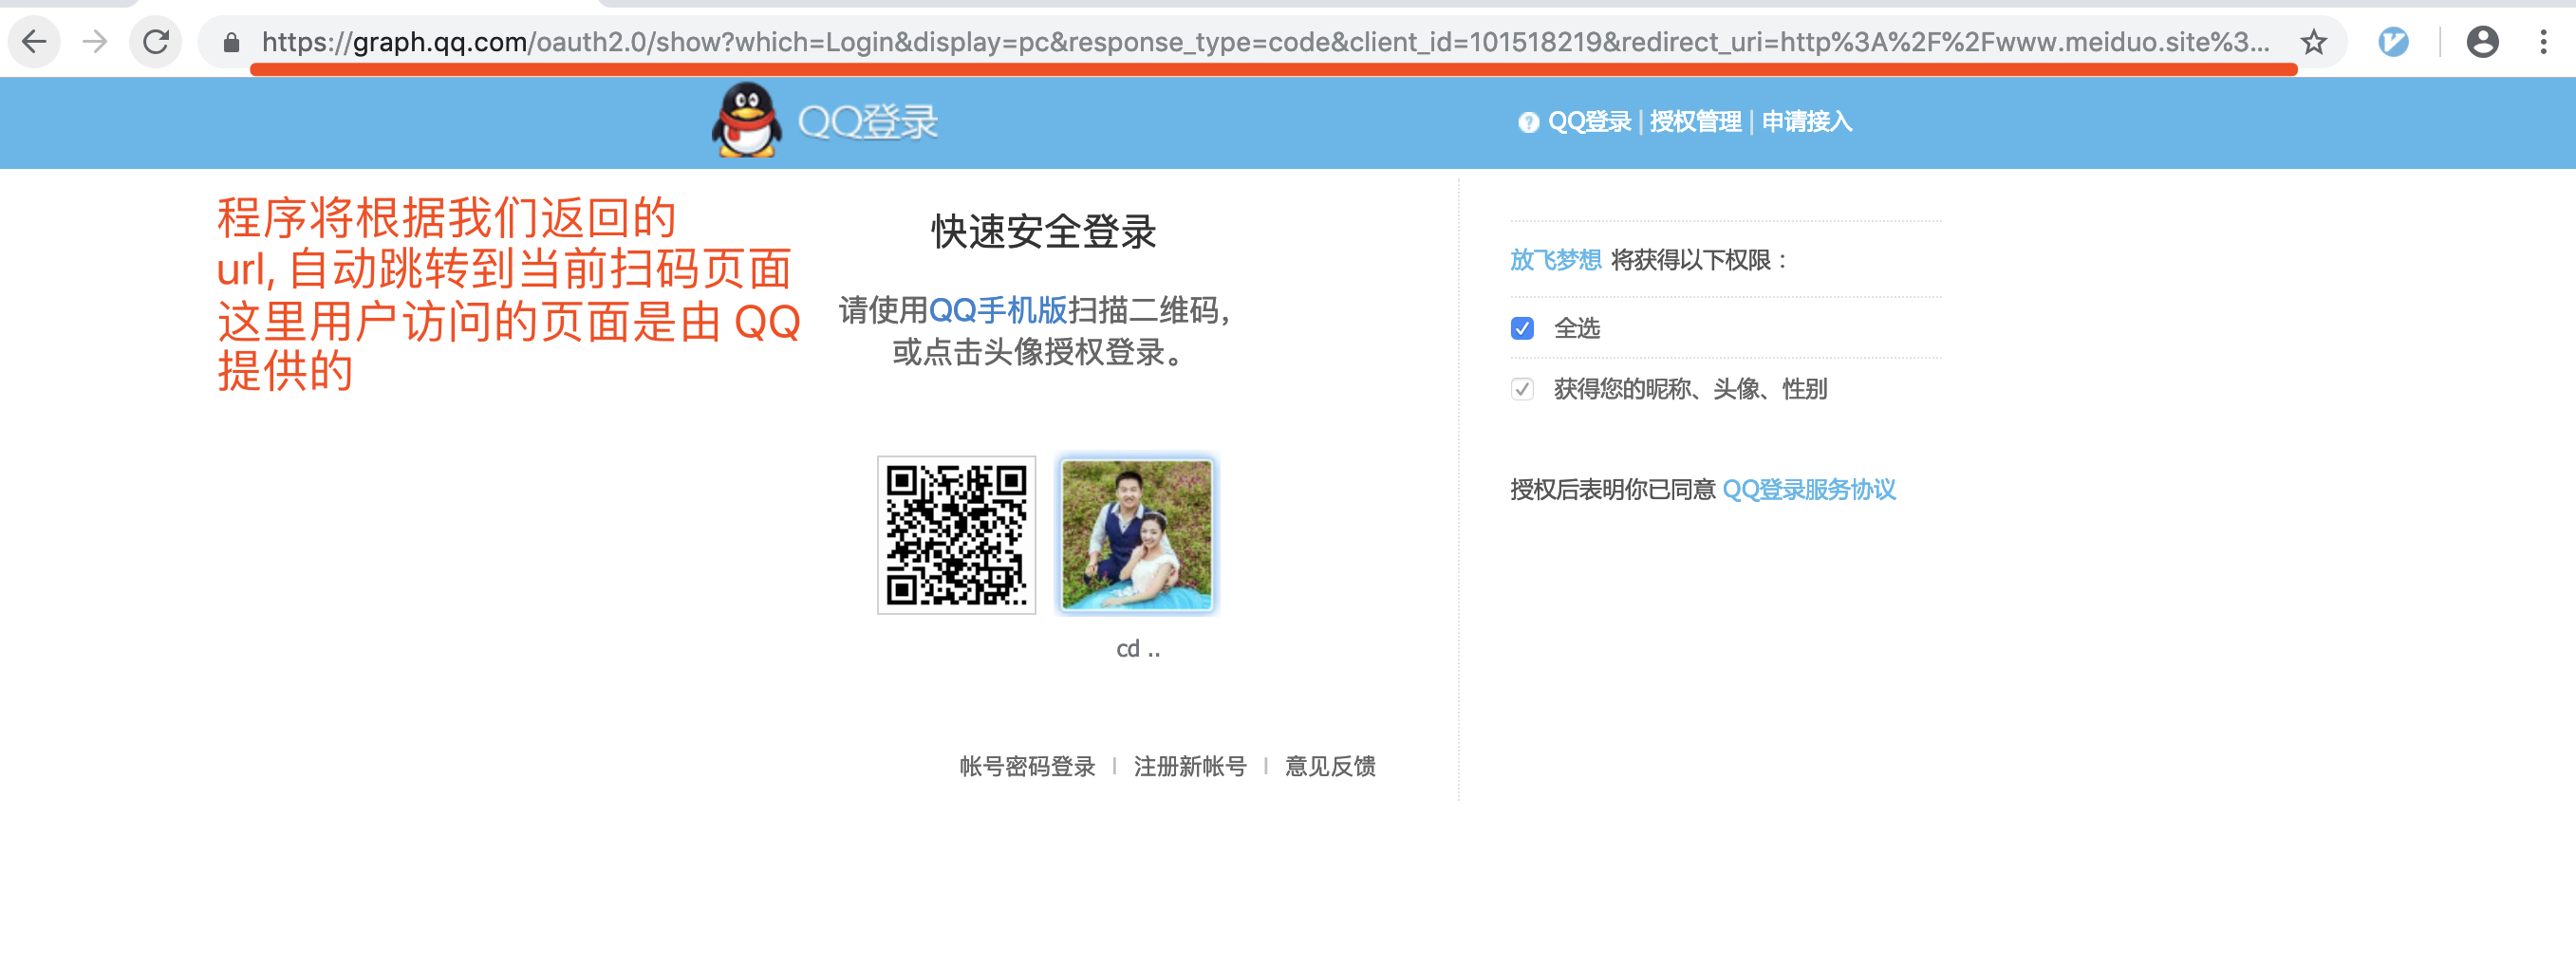 https://graph.qq.com/oauth2.0/show?which=Login&display=pc&response_type=code&client_id=101518219&redirect_uri=http%3A%2F%2Fwww.meiduo.site%3...
QQ登录
QQ登录 | 授权管理 | 申请接入
程序将根据我们返回的
url, 自动跳转到当前扫码页面
这里用户访问的页面是由 QQ
提供的
快速安全登录
请使用QQ手机版扫描二维码,
或点击头像授权登录。
cd ..
帐号密码登录 | 注册新帐号 | 意见反馈
放飞梦想 将获得以下权限：
全选
获得您的昵称、头像、性别
授权后表明你已同意 QQ登录服务协议